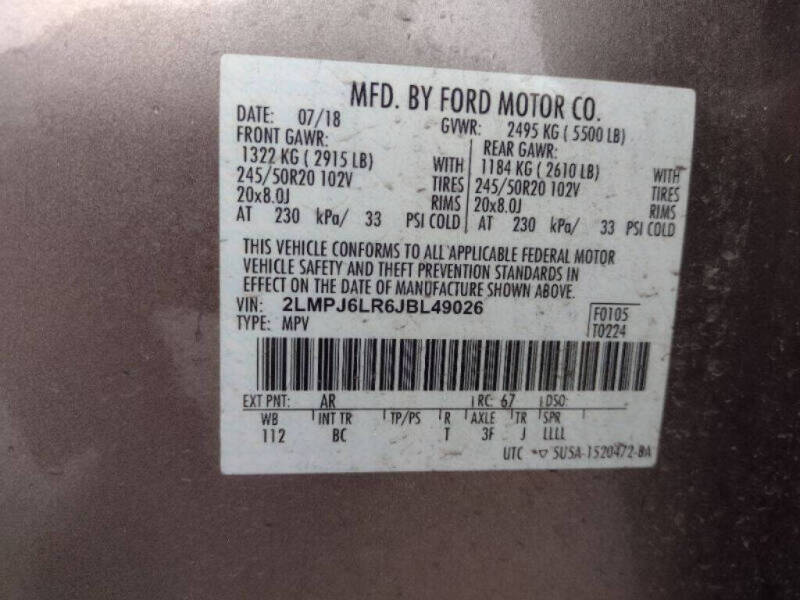 MFD. BY FORD MOTOR CO.
DATE: 07/18 GVWR: 2495 KG ( 5500 LB)
FRONT GAWR: REAR GAWR:
1322 KG ( 2915 LB) WITH 1184 KG ( 2610 LB) WITH
245/50R20 102V TIRES 245/50R20 102V TIRES
20x8.0J RIMS 20x8.0J RIMS
AT 230 kPa/ 33 PSI COLD AT 230 kPa/ 33 PSI COLD
THIS VEHICLE CONFORMS TO ALL APPLICABLE FEDERAL MOTOR
VEHICLE SAFETY AND THEFT PREVENTION STANDARDS IN
EFFECT ON THE DATE OF MANUFACTURE SHOWN ABOVE.
VIN: 2LMPJ6LR6JBL49026 F0105
TYPE: MPV T0224
EXT PNT: AR RC: 67 DSO:
WB INT TR TP/PS R AXLE TR SPR
112 BC T 3F J LLLL
UTC *▽ 5U5A-1520472-BA